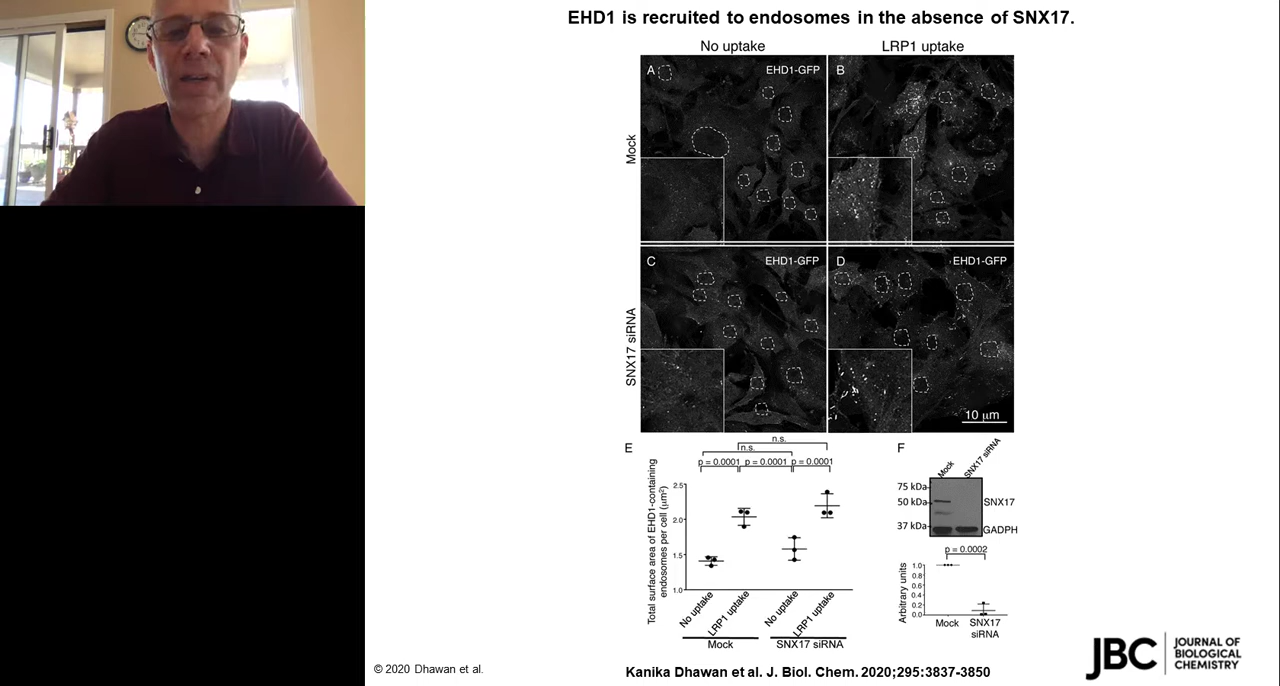 EHD1 is recruited to endosomes in the absence of SNX17.
No uptake
LRP1 uptake
Mock
A
EHD1-GFP
B
SNX17 siRNA
C
EHD1-GFP
D
EHD1-GFP
10 μm
E
n.s.
n.s.
p = 0.0001
p = 0.0001
p = 0.0001
Total surface area of EHD1-containing
endosomes per cell (μm²)
2.5
2.0
1.5
1.0
No uptake
LRP1 uptake
No uptake
LRP1 uptake
Mock
SNX17 siRNA
F
Mock
SNX17 siRNA
75 kDa
50 kDa
SNX17
37 kDa
GADPH
p = 0.0002
Arbitrary units
1.0
0.8
0.6
0.4
0.2
0.0
Mock
SNX17
siRNA
© 2020 Dhawan et al.
Kanika Dhawan et al. J. Biol. Chem. 2020;295:3837-3850
JBC
JOURNAL OF
BIOLOGICAL
CHEMISTRY